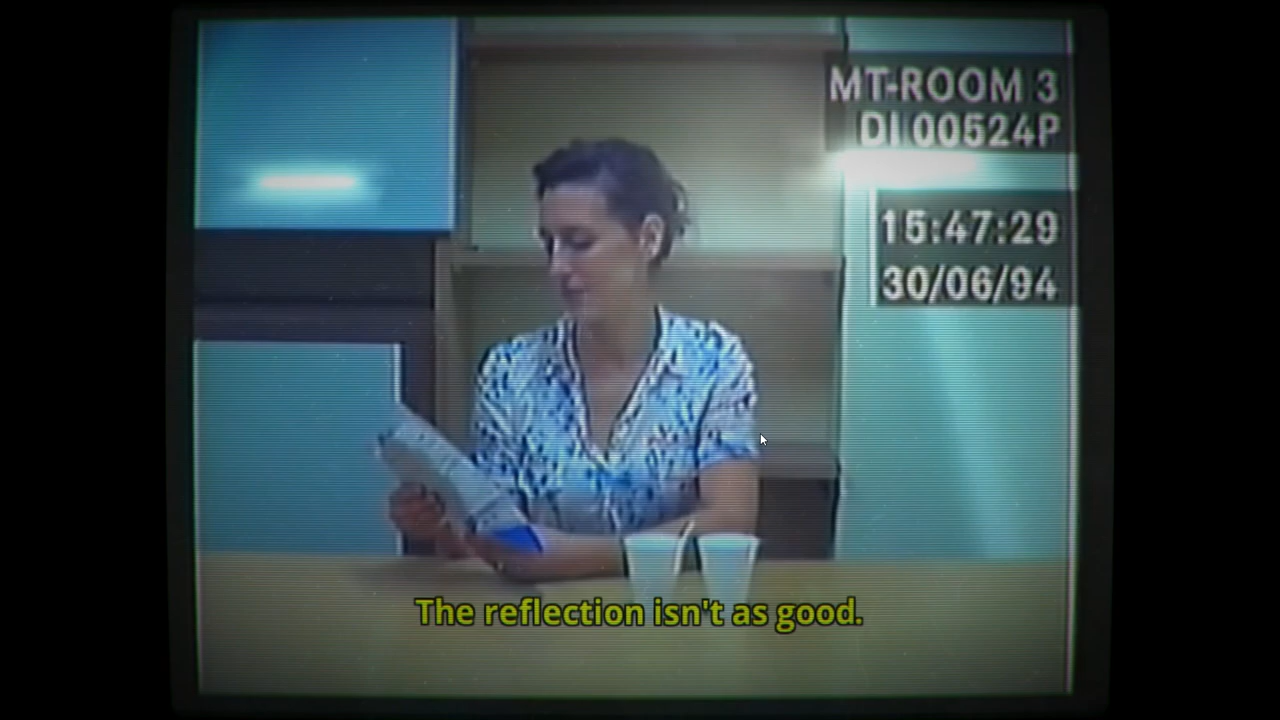 MT-ROOM 3
DI 00524P
15:47:29
30/06/94
The reflection isn't as good.